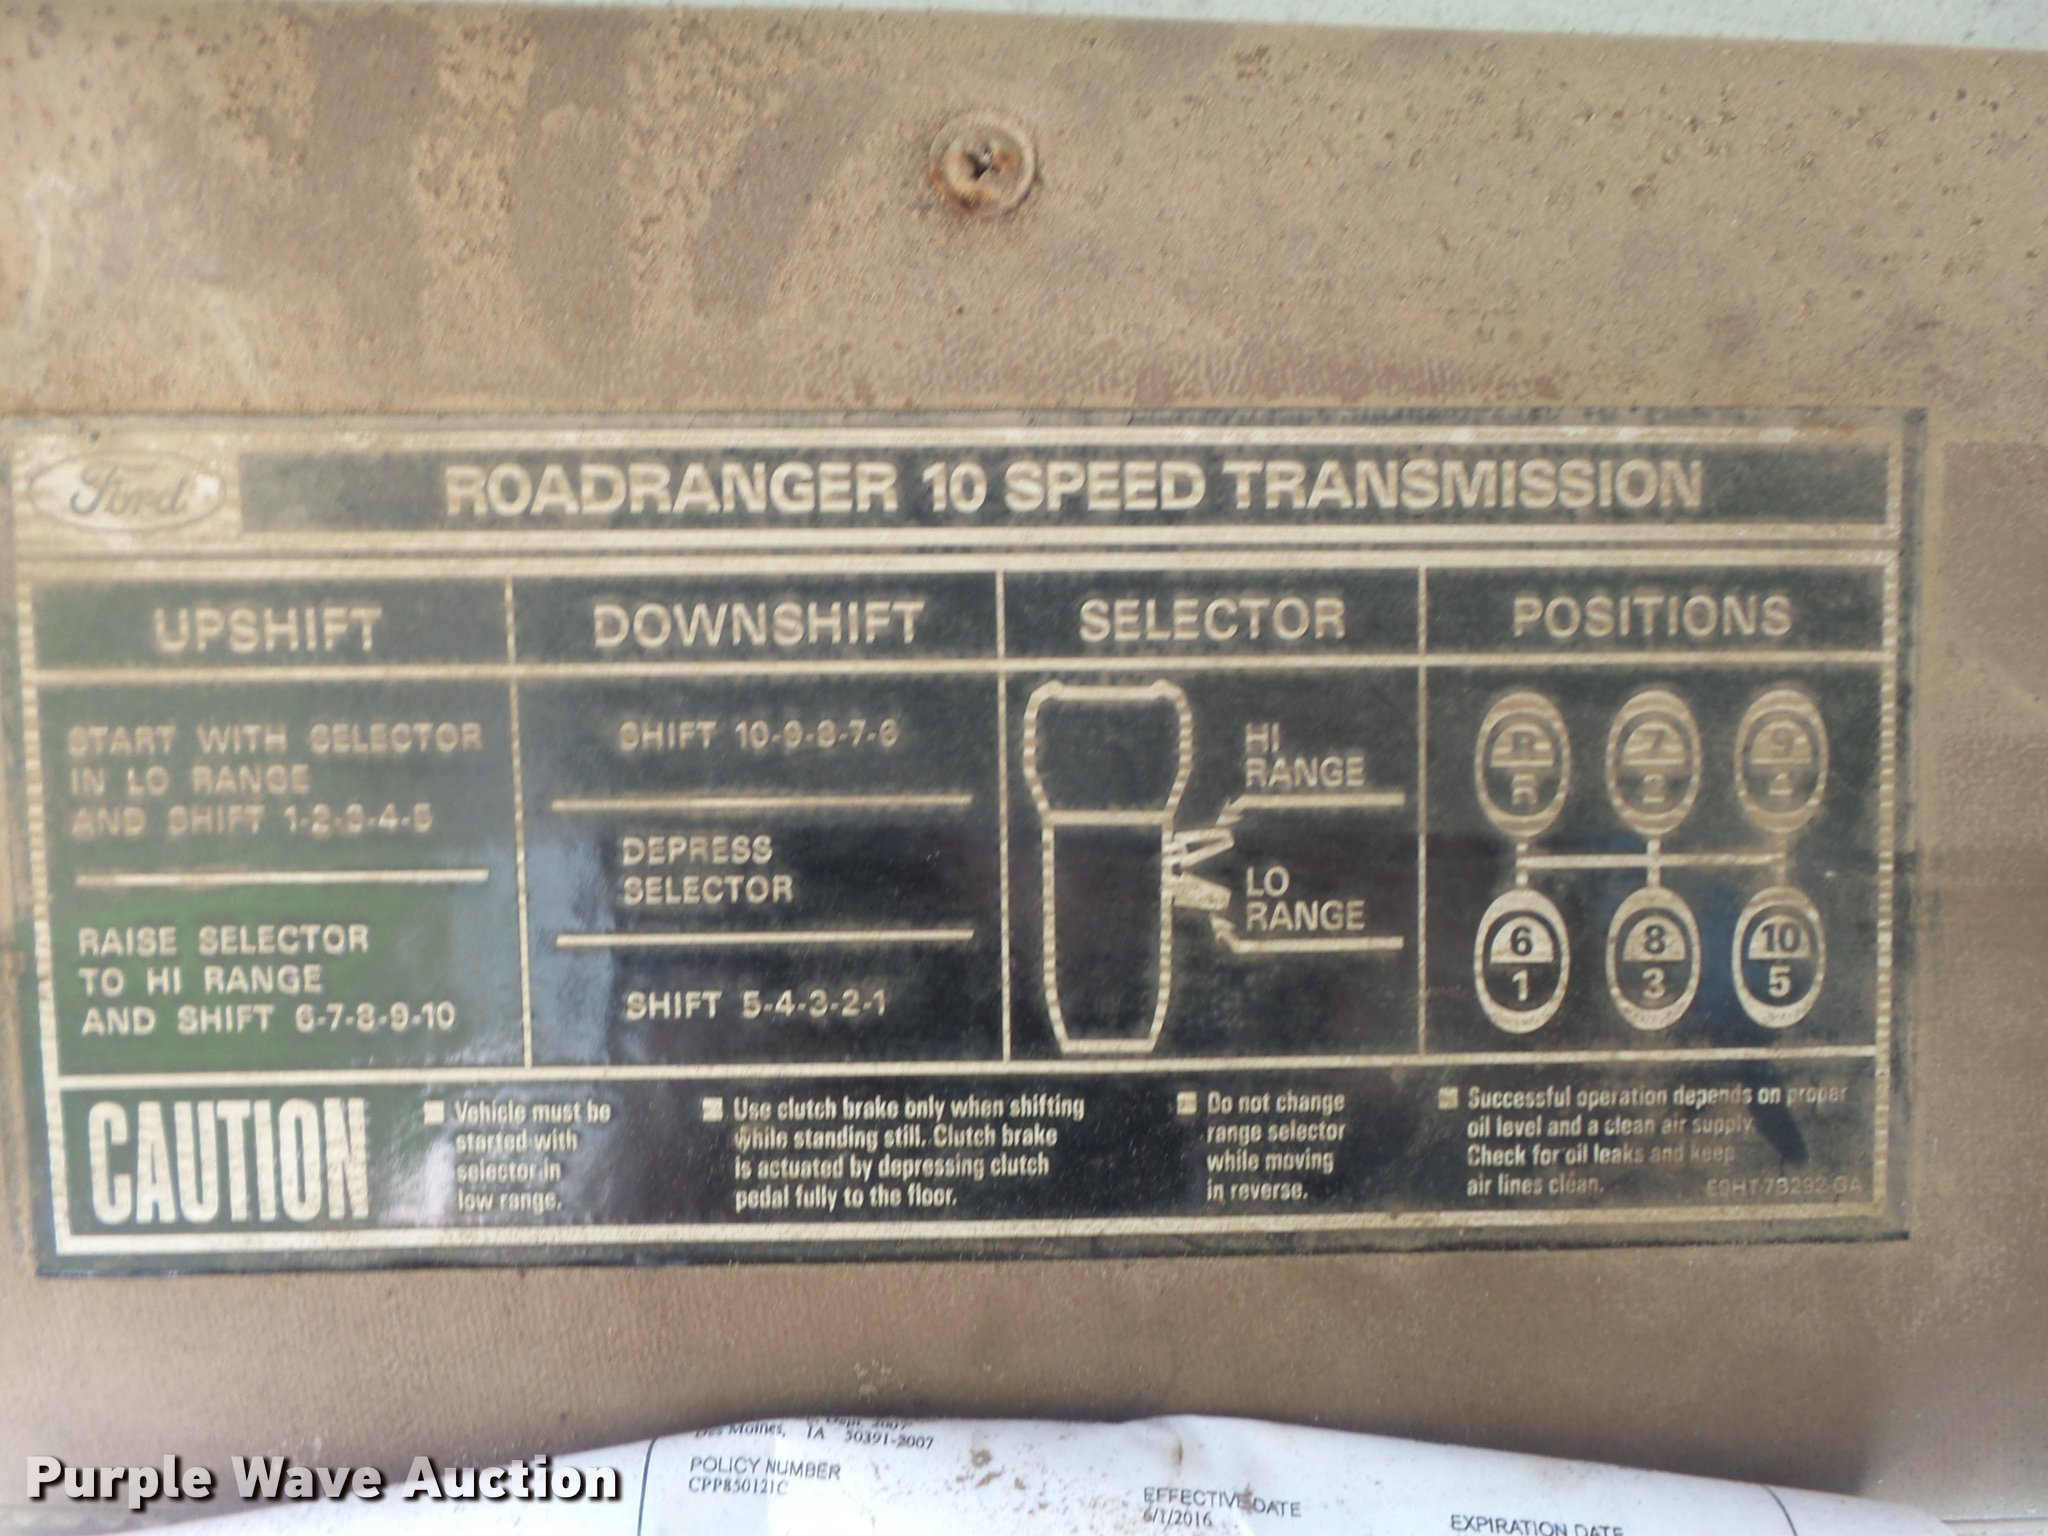 Ford
ROADRANGER 10 SPEED TRANSMISSION
UPSHIFT
START WITH SELECTOR
IN LO RANGE
AND SHIFT 1-2-3-4-5
RAISE SELECTOR
TO HI RANGE
AND SHIFT 6-7-8-9-10
DOWNSHIFT
SHIFT 10-9-8-7-6
DEPRESS
SELECTOR
SHIFT 5-4-3-2-1
SELECTOR
HI
RANGE
LO
RANGE
POSITIONS
R 7 9
R 2 4
6 8 10
1 3 5
CAUTION
Vehicle must be
started with
selector in
low range.
Use clutch brake only when shifting
while standing still. Clutch brake
is actuated by depressing clutch
pedal fully to the floor.
Do not change
range selector
while moving
in reverse.
Successful operation depends on proper
oil level and a clean air supply.
Check for oil leaks and keep
air lines clean.
E9HT-7B292-GA
Dept. 2007
Des Moines, IA 50391-2007
POLICY NUMBER
CPP850121C
EFFECTIVE DATE
6/1/2016
EXPIRATION DATE
Purple Wave Auction